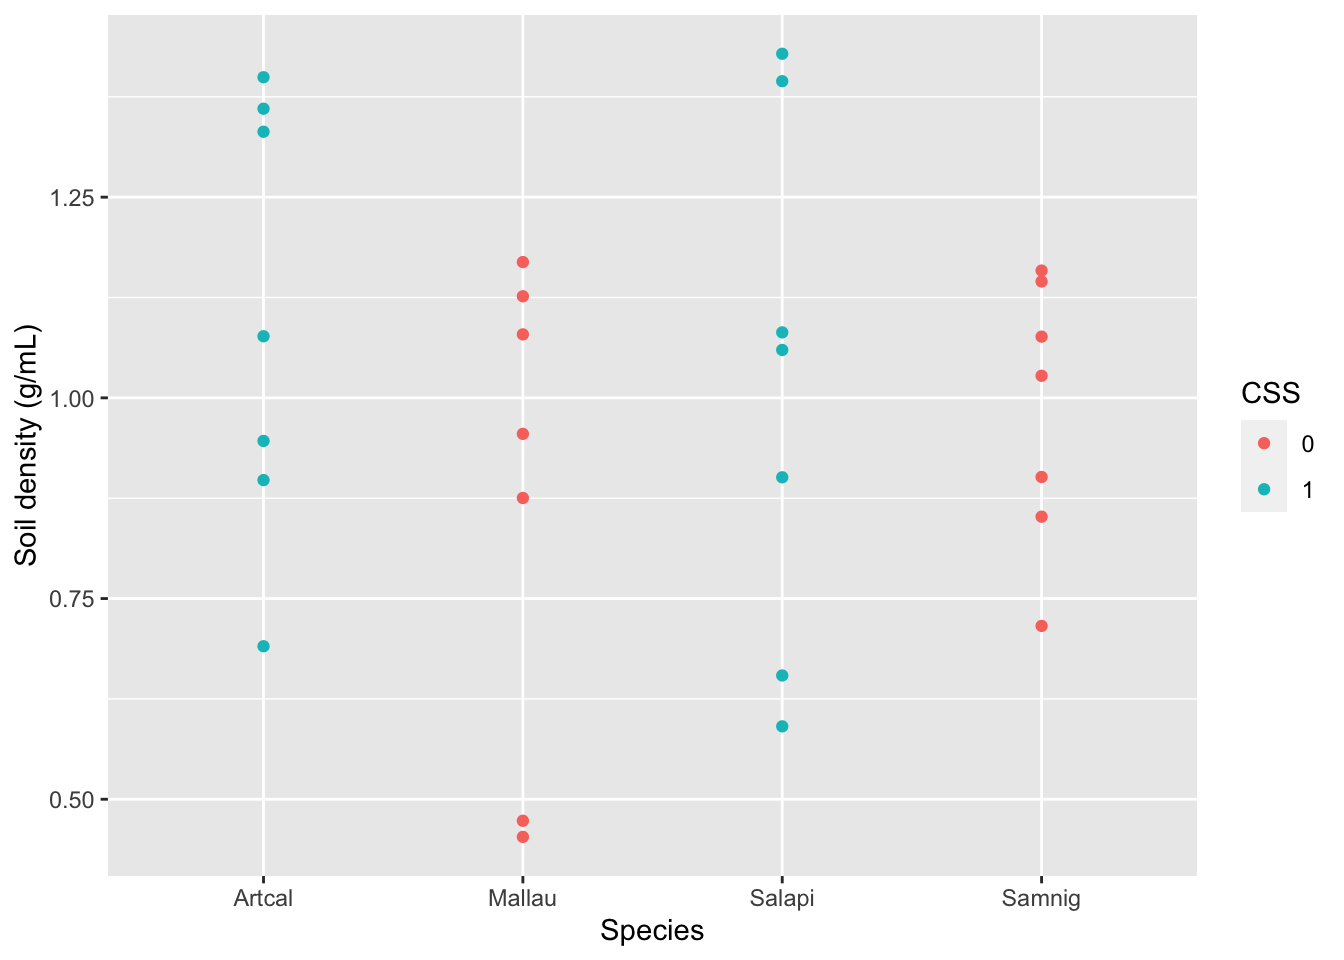 Soil density (g/mL)
1.25
1.00
0.75
0.50
Artcal Mallau Salapi Samnig
Species
CSS
0
1